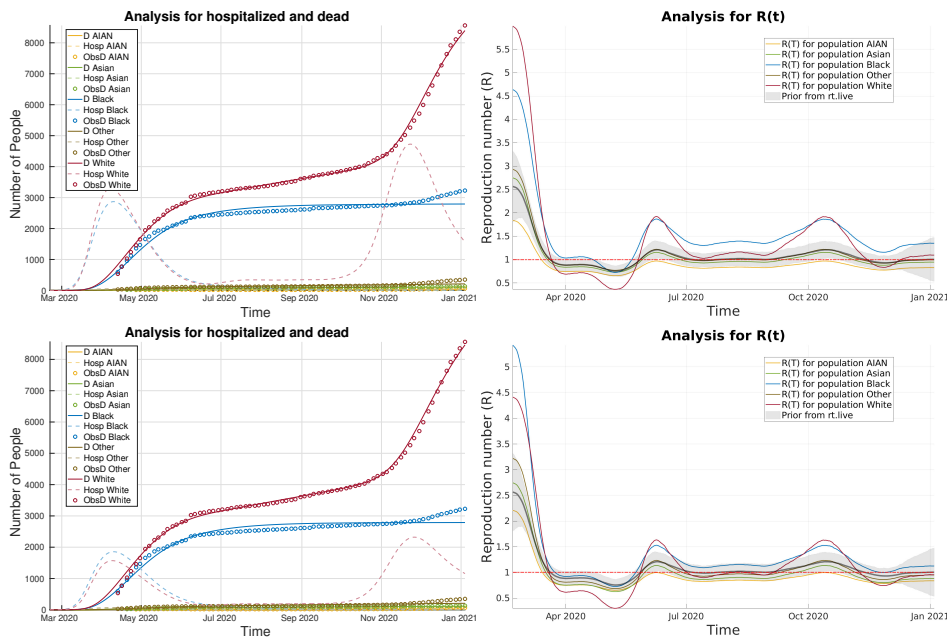 Analysis for hospitalized and dead
Number of People
8000
7000
6000
5000
4000
3000
2000
1000
0
D AIAN
Hosp AIAN
ObsD AIAN
D Asian
Hosp Asian
ObsD Asian
D Black
Hosp Black
ObsD Black
D Other
Hosp Other
ObsD Other
D White
Hosp White
ObsD White
Mar 2020
May 2020
Jul 2020
Sep 2020
Nov 2020
Jan 2021
Time
Analysis for R(t)
Reproduction number (R)
5.5
5
4.5
4
3.5
3
2.5
2
1.5
1
0.5
R(T) for population AIAN
R(T) for population Asian
R(T) for population Black
R(T) for population Other
R(T) for population White
Prior from rt.live
Apr 2020
Jul 2020
Oct 2020
Jan 2021
Time
Analysis for hospitalized and dead
Number of People
8000
7000
6000
5000
4000
3000
2000
1000
0
D AIAN
Hosp AIAN
ObsD AIAN
D Asian
Hosp Asian
ObsD Asian
D Black
Hosp Black
ObsD Black
D Other
Hosp Other
ObsD Other
D White
Hosp White
ObsD White
Mar 2020
May 2020
Jul 2020
Sep 2020
Nov 2020
Jan 2021
Time
Analysis for R(t)
Reproduction number (R)
5
4.5
4
3.5
3
2.5
2
1.5
1
0.5
R(T) for population AIAN
R(T) for population Asian
R(T) for population Black
R(T) for population Other
R(T) for population White
Prior from rt.live
Apr 2020
Jul 2020
Oct 2020
Jan 2021
Time